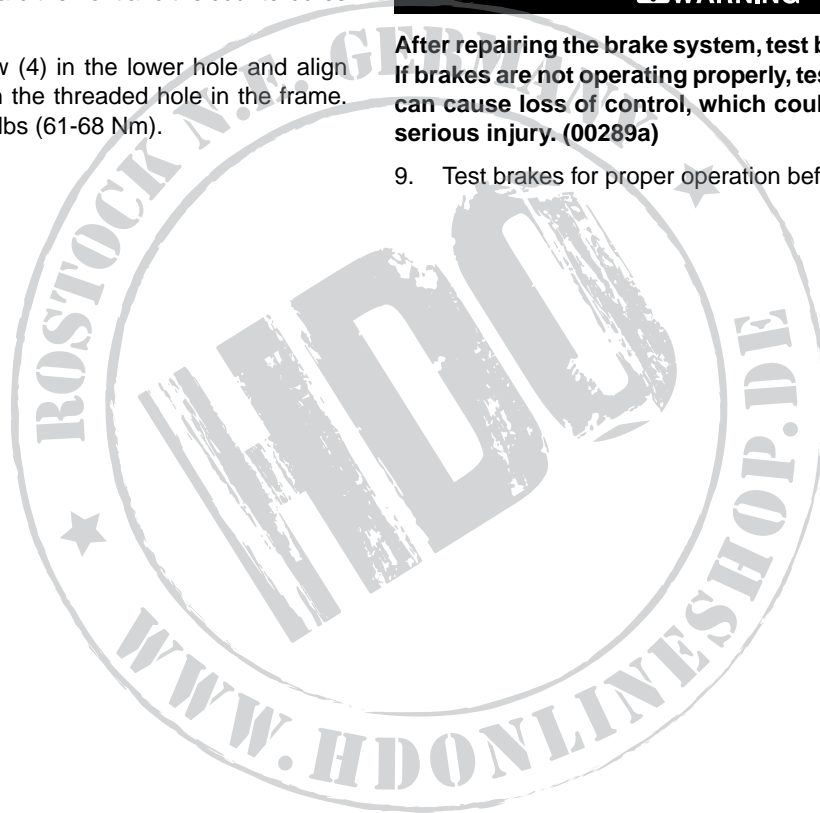 w (4) in the lower hole and align
the threaded hole in the frame.
lbs (61-68 Nm).
WARNING
After repairing the brake system, test b
If brakes are not operating properly, tes
can cause loss of control, which coul
serious injury. (00289a)
9. Test brakes for proper operation bef
ROSTOCK N.E. GERMANY
HDO
WWW.HDONLINESHOP.DE